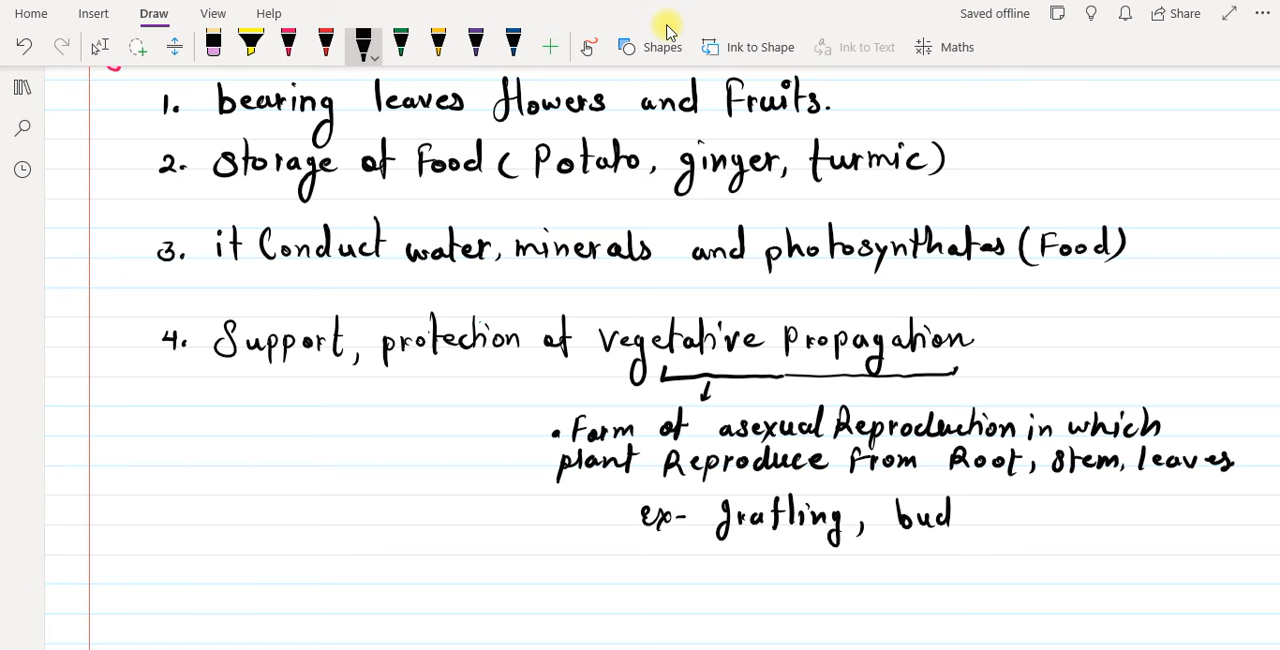 Home Insert Draw View Help Saved offline Share
Shapes Ink to Shape Ink to Text Maths
1. bearing leaves flowers and Fruits.
2. Storage of Food (Potato, ginger, turmic)
3. it Conduct water, minerals and photosynthates (Food)
4. Support, protection of vegetative propagation
• Form of asexual Reproduction in which
plant Reproduce From Root, stem, leaves
ex- grafting, bud